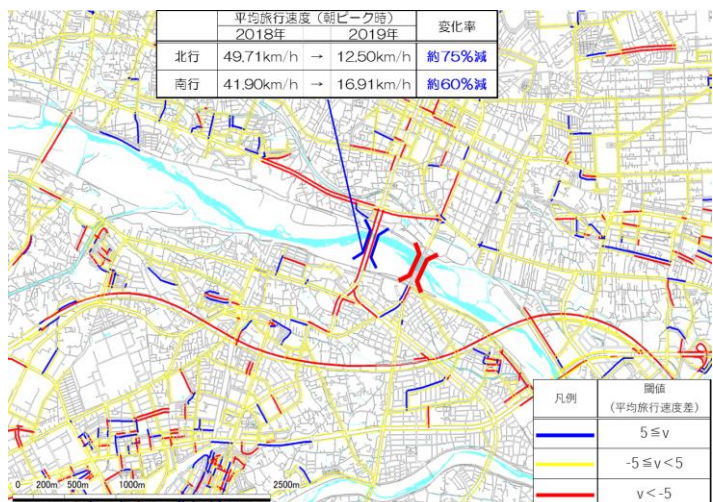 平均旅行速度（朝ピーク時） 変化率
2018年 2019年
北行 49.71km/h → 12.50km/h 約75%減
南行 41.90km/h → 16.91km/h 約60%減
凡例 閾値
（平均旅行速度差）
5≦v
-5≦v<5
v<-5
0 200m 500m 1000m 2500m